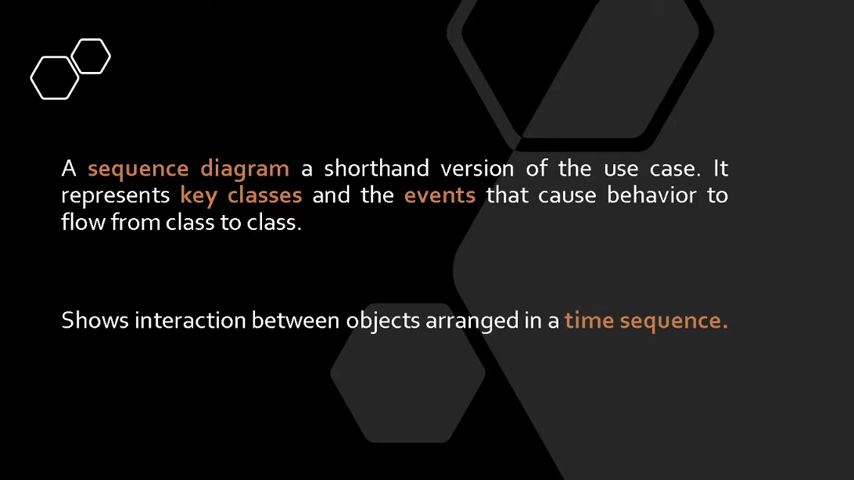 A sequence diagram a shorthand version of the use case. It
represents key classes and the events that cause behavior to
flow from class to class.
Shows interaction between objects arranged in a time sequence.